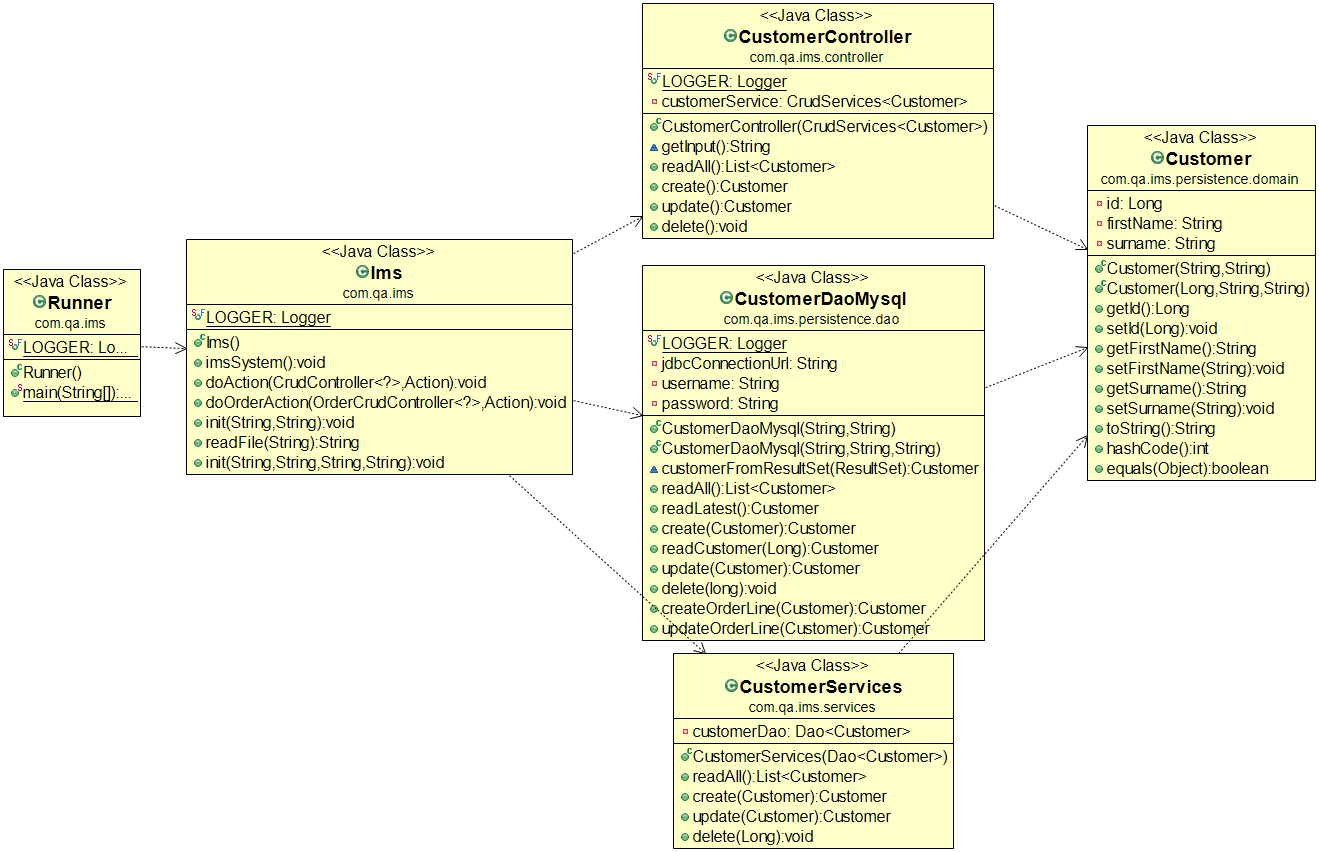 <<Java Class>>
Runner
com.qa.ims
LOGGER: Lo...
Runner()
main(String[]):...
<<Java Class>>
Ims
com.qa.ims
LOGGER: Logger
Ims()
imsSystem():void
doAction(CrudController<?>,Action):void
doOrderAction(OrderCrudController<?>,Action):void
init(String,String):void
readFile(String):String
init(String,String,String,String):void
<<Java Class>>
CustomerController
com.qa.ims.controller
LOGGER: Logger
customerService: CrudServices<Customer>
CustomerController(CrudServices<Customer>)
getInput():String
readAll():List<Customer>
create():Customer
update():Customer
delete():void
<<Java Class>>
CustomerDaoMysql
com.qa.ims.persistence.dao
LOGGER: Logger
jdbcConnectionUrl: String
username: String
password: String
CustomerDaoMysql(String,String)
CustomerDaoMysql(String,String,String)
customerFromResultSet(ResultSet):Customer
readAll():List<Customer>
readLatest():Customer
create(Customer):Customer
readCustomer(Long):Customer
update(Customer):Customer
delete(long):void
createOrderLine(Customer):Customer
updateOrderLine(Customer):Customer
<<Java Class>>
CustomerServices
com.qa.ims.services
customerDao: Dao<Customer>
CustomerServices(Dao<Customer>)
readAll():List<Customer>
create(Customer):Customer
update(Customer):Customer
delete(Long):void
<<Java Class>>
Customer
com.qa.ims.persistence.domain
id: Long
firstName: String
surname: String
Customer(String,String)
Customer(Long,String,String)
getId():Long
setId(Long):void
getFirstName():String
setFirstName(String):void
getSurname():String
setSurname(String):void
toString():String
hashCode():int
equals(Object):boolean